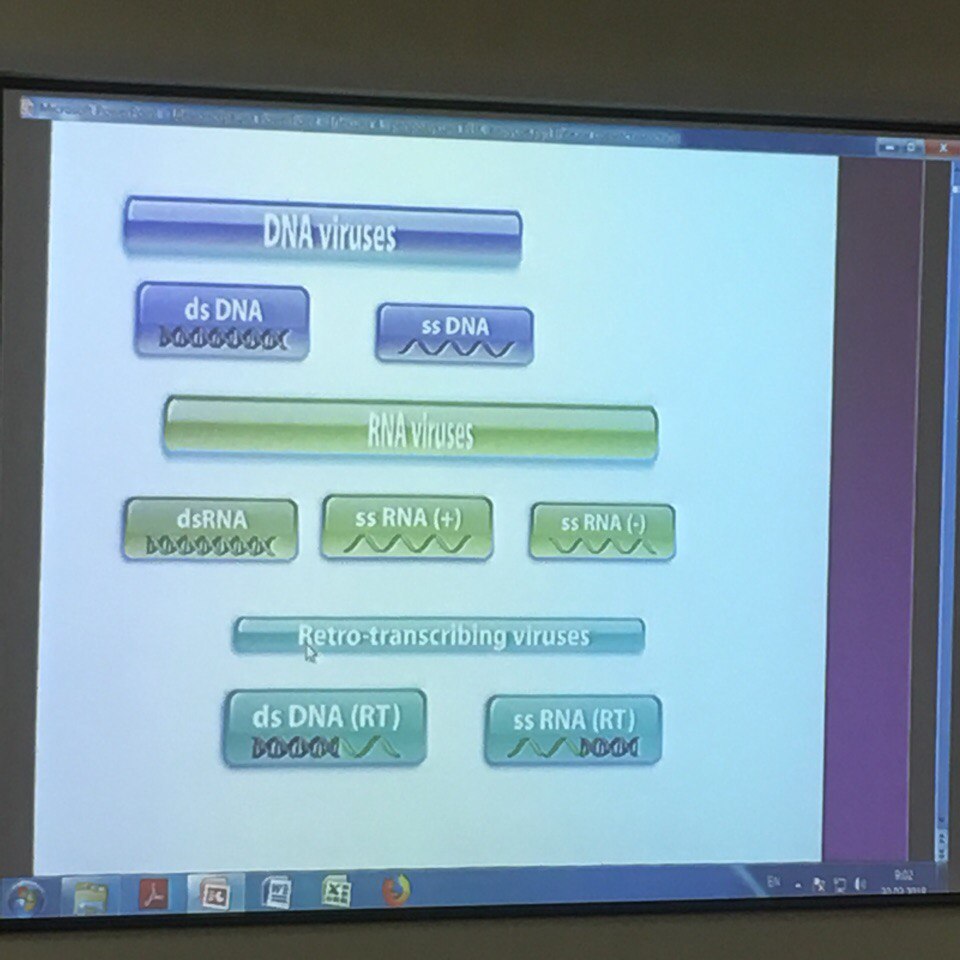 DNA viruses
ds DNA
ss DNA
RNA viruses
dsRNA
ss RNA (+)
ss RNA (-)
Retro-transcribing viruses
ds DNA (RT)
ss RNA (RT)
EN
9:02